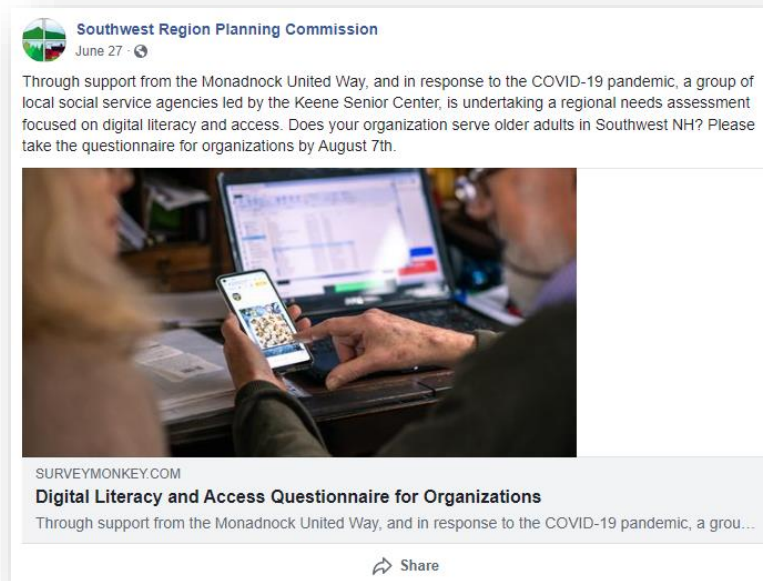 Southwest Region Planning Commission
June 27 ·
Through support from the Monadnock United Way, and in response to the COVID-19 pandemic, a group of
local social service agencies led by the Keene Senior Center, is undertaking a regional needs assessment
focused on digital literacy and access. Does your organization serve older adults in Southwest NH? Please
take the questionnaire for organizations by August 7th.
SURVEYMONKEY.COM
Digital Literacy and Access Questionnaire for Organizations
Through support from the Monadnock United Way, and in response to the COVID-19 pandemic, a grou...
Share